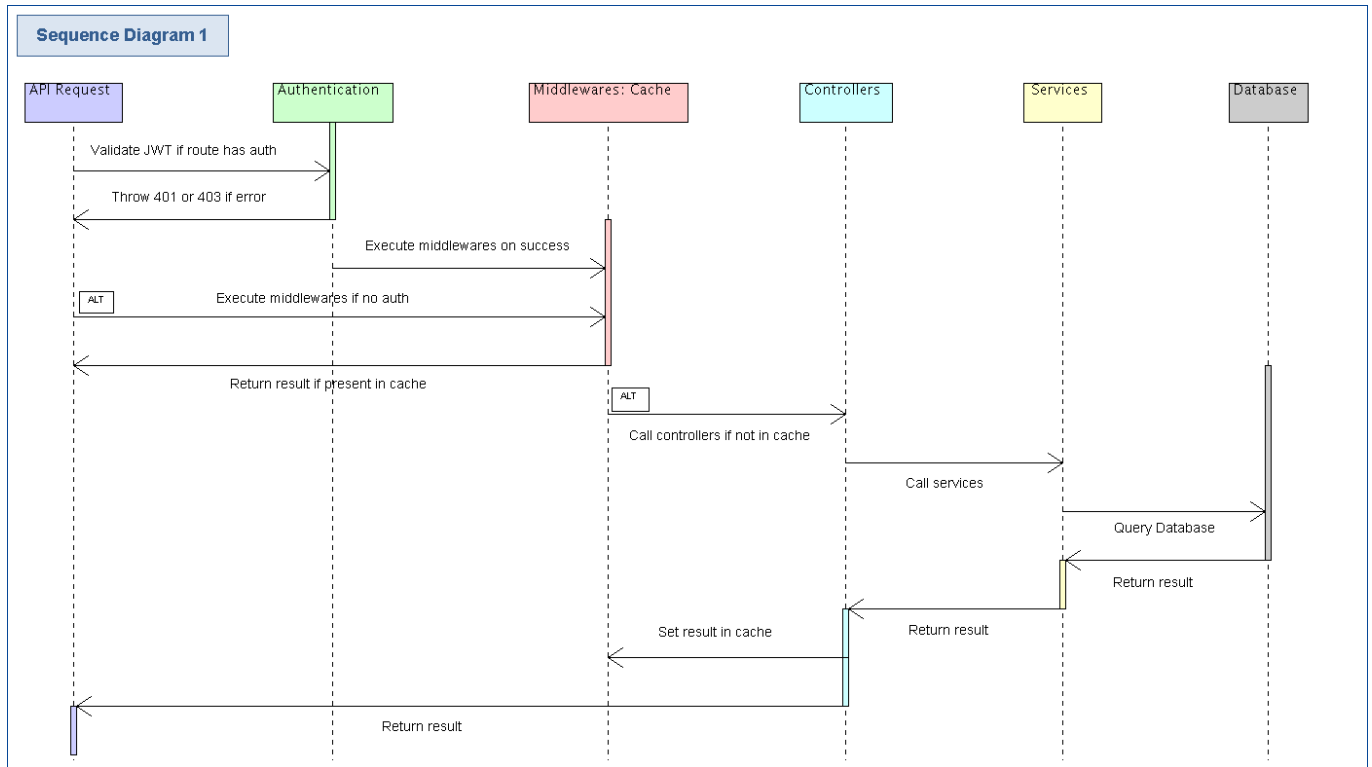 Sequence Diagram 1
API Request
Authentication
Middlewares: Cache
Controllers
Services
Database
Validate JWT if route has auth
Throw 401 or 403 if error
Execute middlewares on success
ALT
Execute middlewares if no auth
Return result if present in cache
ALT
Call controllers if not in cache
Call services
Query Database
Return result
Return result
Set result in cache
Return result